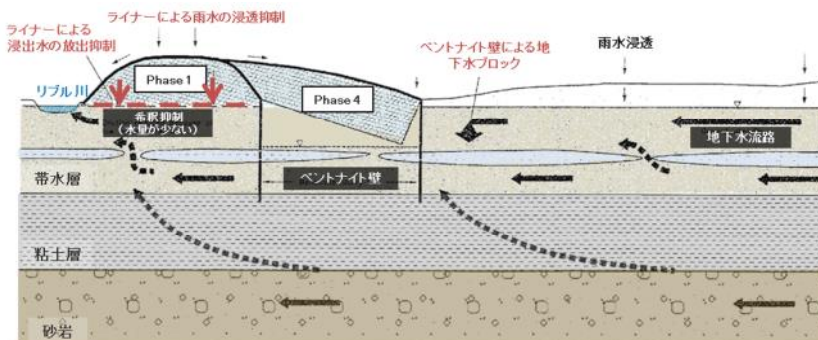 ライナーによる
浸出水の放出抑制
ライナーによる雨水の浸透抑制
Phase 1
リブル川
希釈抑制
(水量が少ない)
Phase 4
ベントナイト壁による地
下水ブロック
雨水浸透
地下水流路
帯水層
ベントナイト壁
粘土層
砂岩